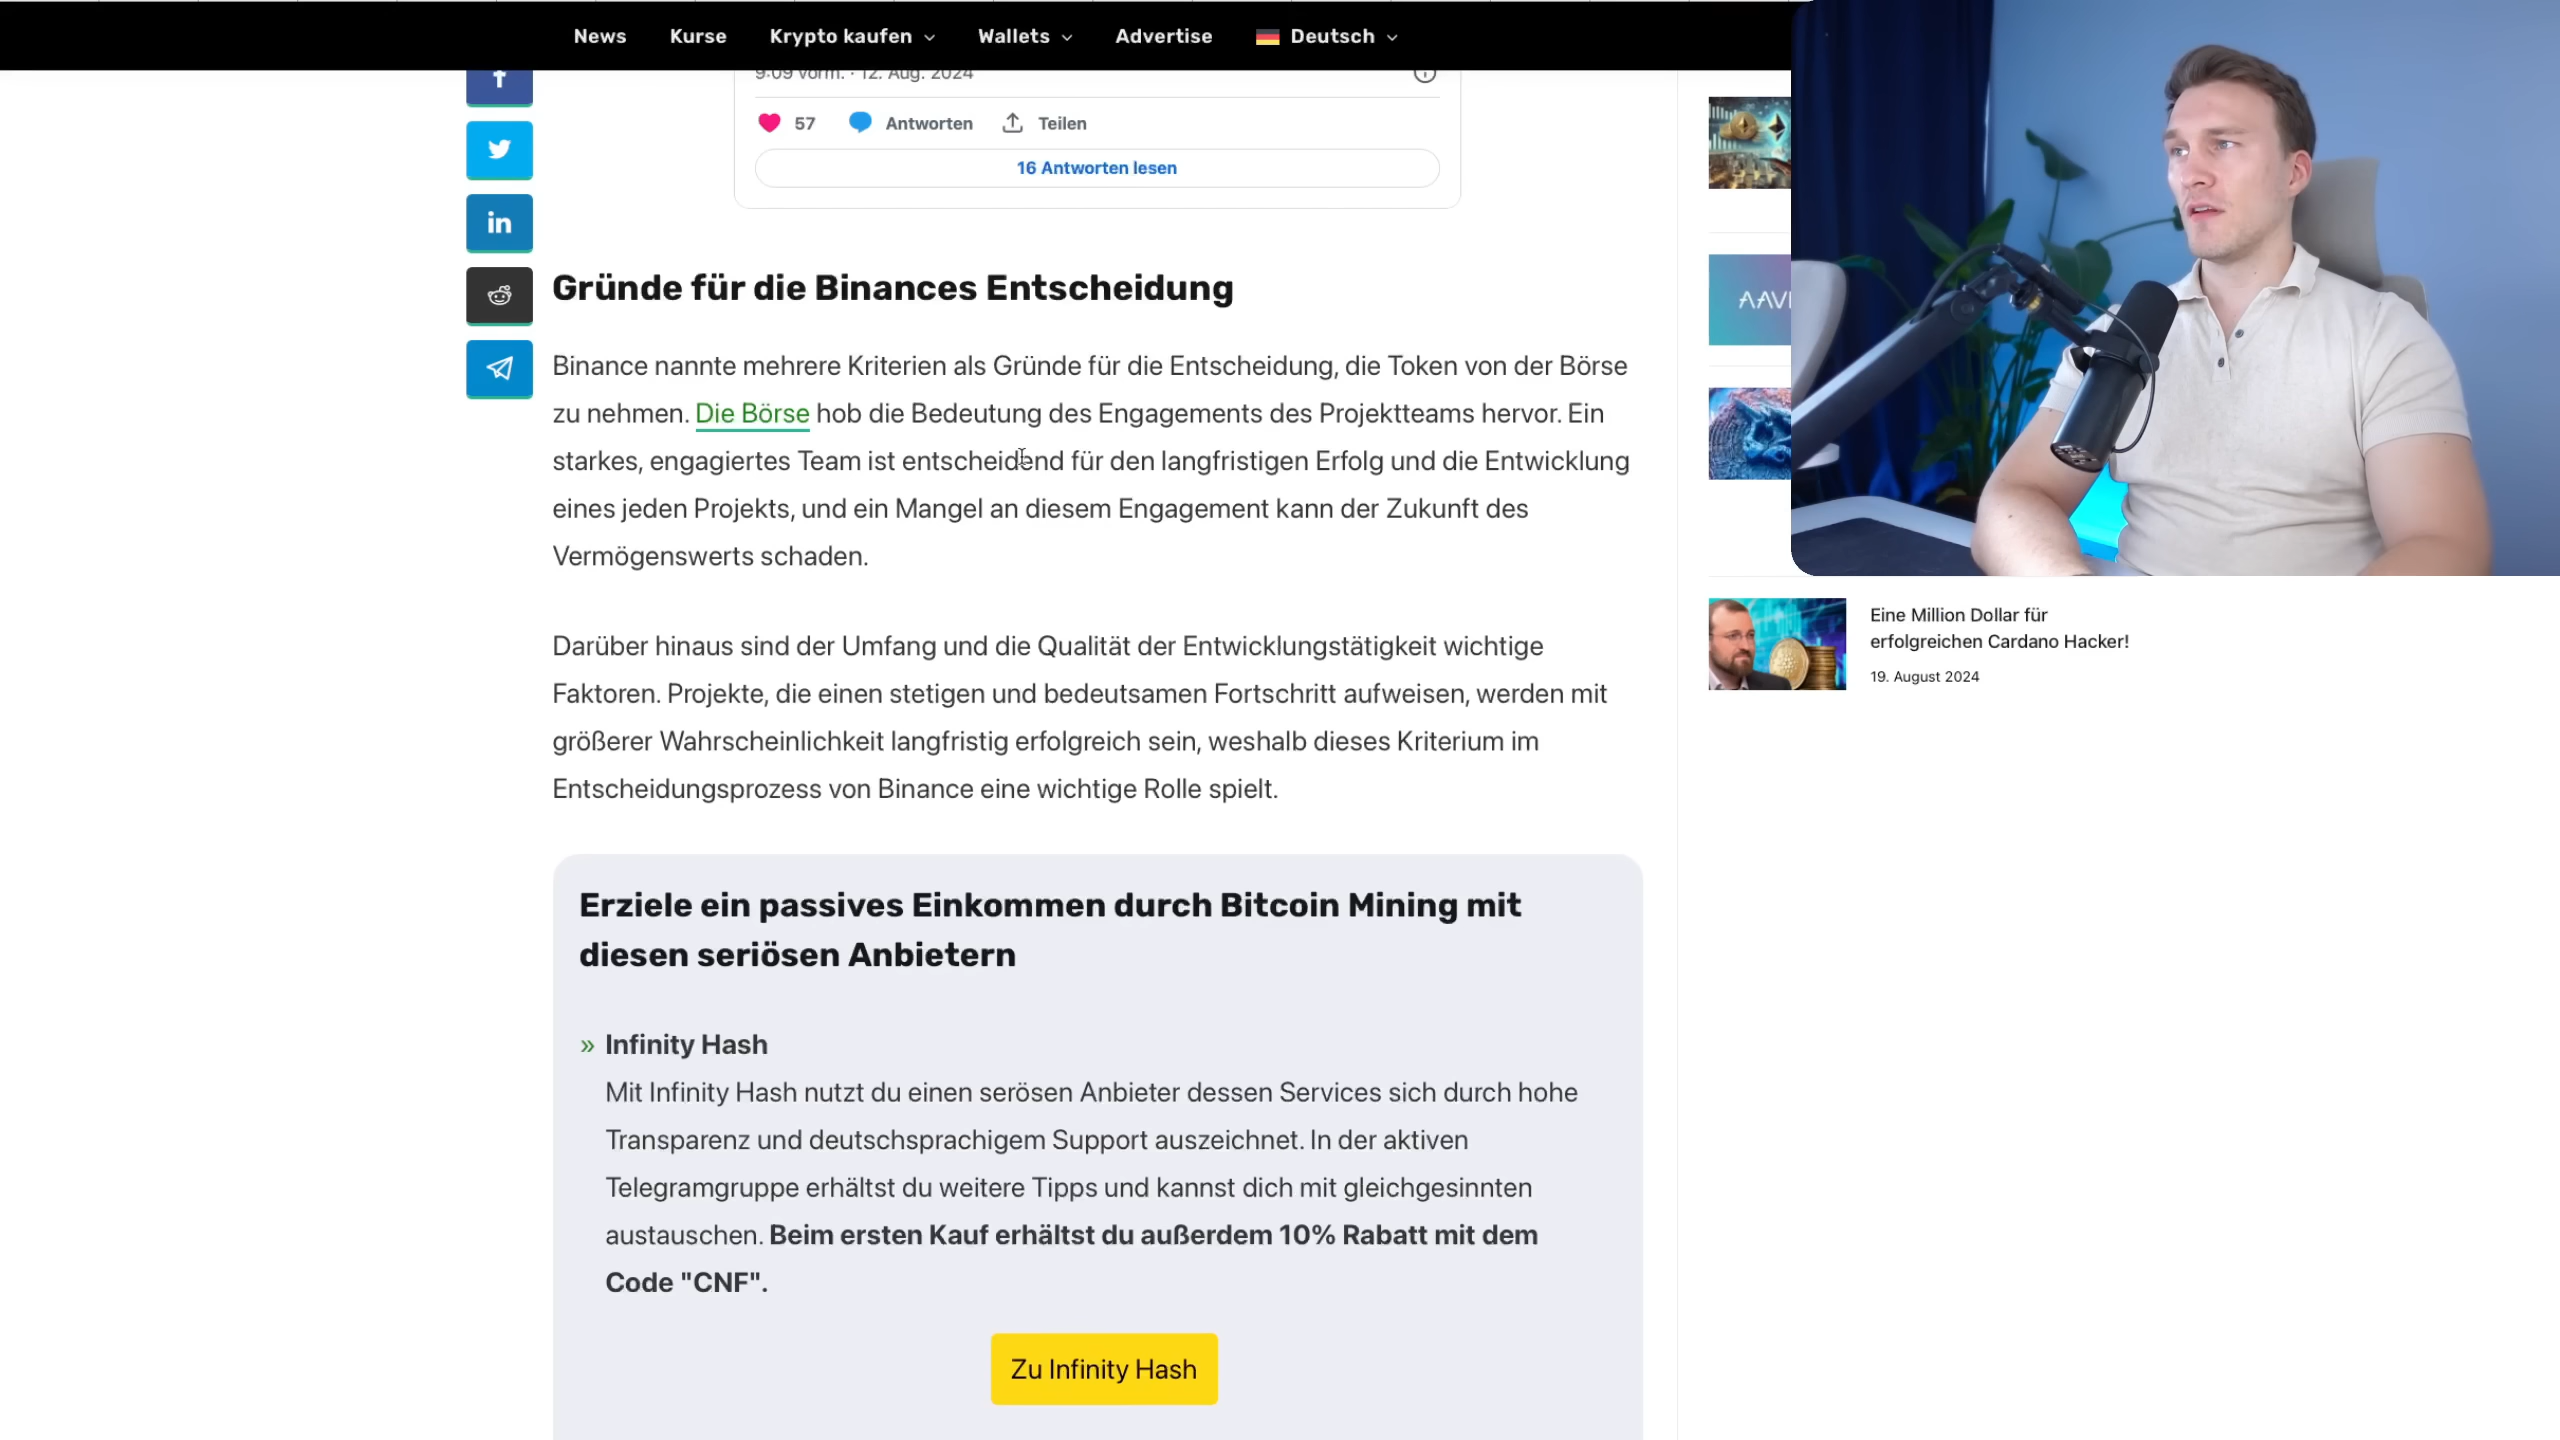 News Kurse Krypto kaufen Wallets Advertise Deutsch
9:09 vorm. · 12. Aug. 2024
57 Antworten Teilen
16 Antworten lesen
Gründe für die Binances Entscheidung
Binance nannte mehrere Kriterien als Gründe für die Entscheidung, die Token von der Börse
zu nehmen. Die Börse hob die Bedeutung des Engagements des Projektteams hervor. Ein
starkes, engagiertes Team ist entscheidend für den langfristigen Erfolg und die Entwicklung
eines jeden Projekts, und ein Mangel an diesem Engagement kann der Zukunft des
Vermögenswerts schaden.
Darüber hinaus sind der Umfang und die Qualität der Entwicklungstätigkeit wichtige
Faktoren. Projekte, die einen stetigen und bedeutsamen Fortschritt aufweisen, werden mit
größerer Wahrscheinlichkeit langfristig erfolgreich sein, weshalb dieses Kriterium im
Entscheidungsprozess von Binance eine wichtige Rolle spielt.
Erziele ein passives Einkommen durch Bitcoin Mining mit
diesen seriösen Anbietern
» Infinity Hash
Mit Infinity Hash nutzt du einen serösen Anbieter dessen Services sich durch hohe
Transparenz und deutschsprachigem Support auszeichnet. In der aktiven
Telegramgruppe erhältst du weitere Tipps und kannst dich mit gleichgesinnten
austauschen. Beim ersten Kauf erhältst du außerdem 10% Rabatt mit dem
Code "CNF".
Zu Infinity Hash
AAV
Eine Million Dollar für
erfolgreichen Cardano Hacker!
19. August 2024